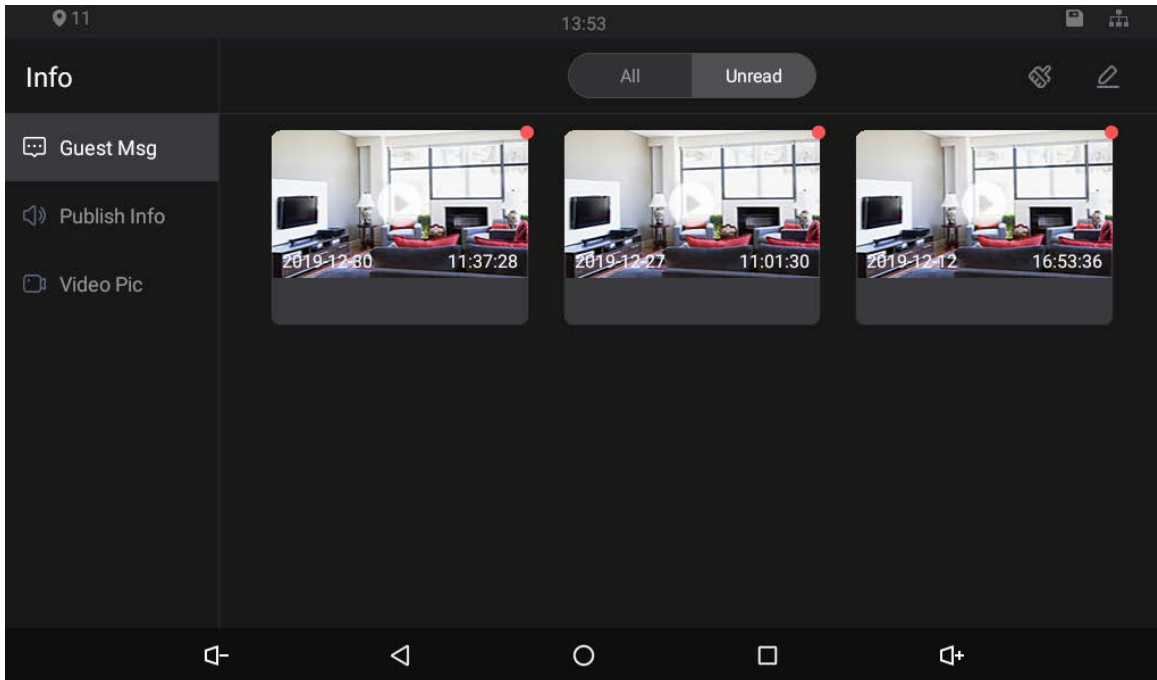 11
13:53
Info
All
Unread
Guest Msg
Publish Info
Video Pic
2019-12-30 11:37:28
2019-12-27 11:01:30
2019-12-12 16:53:36